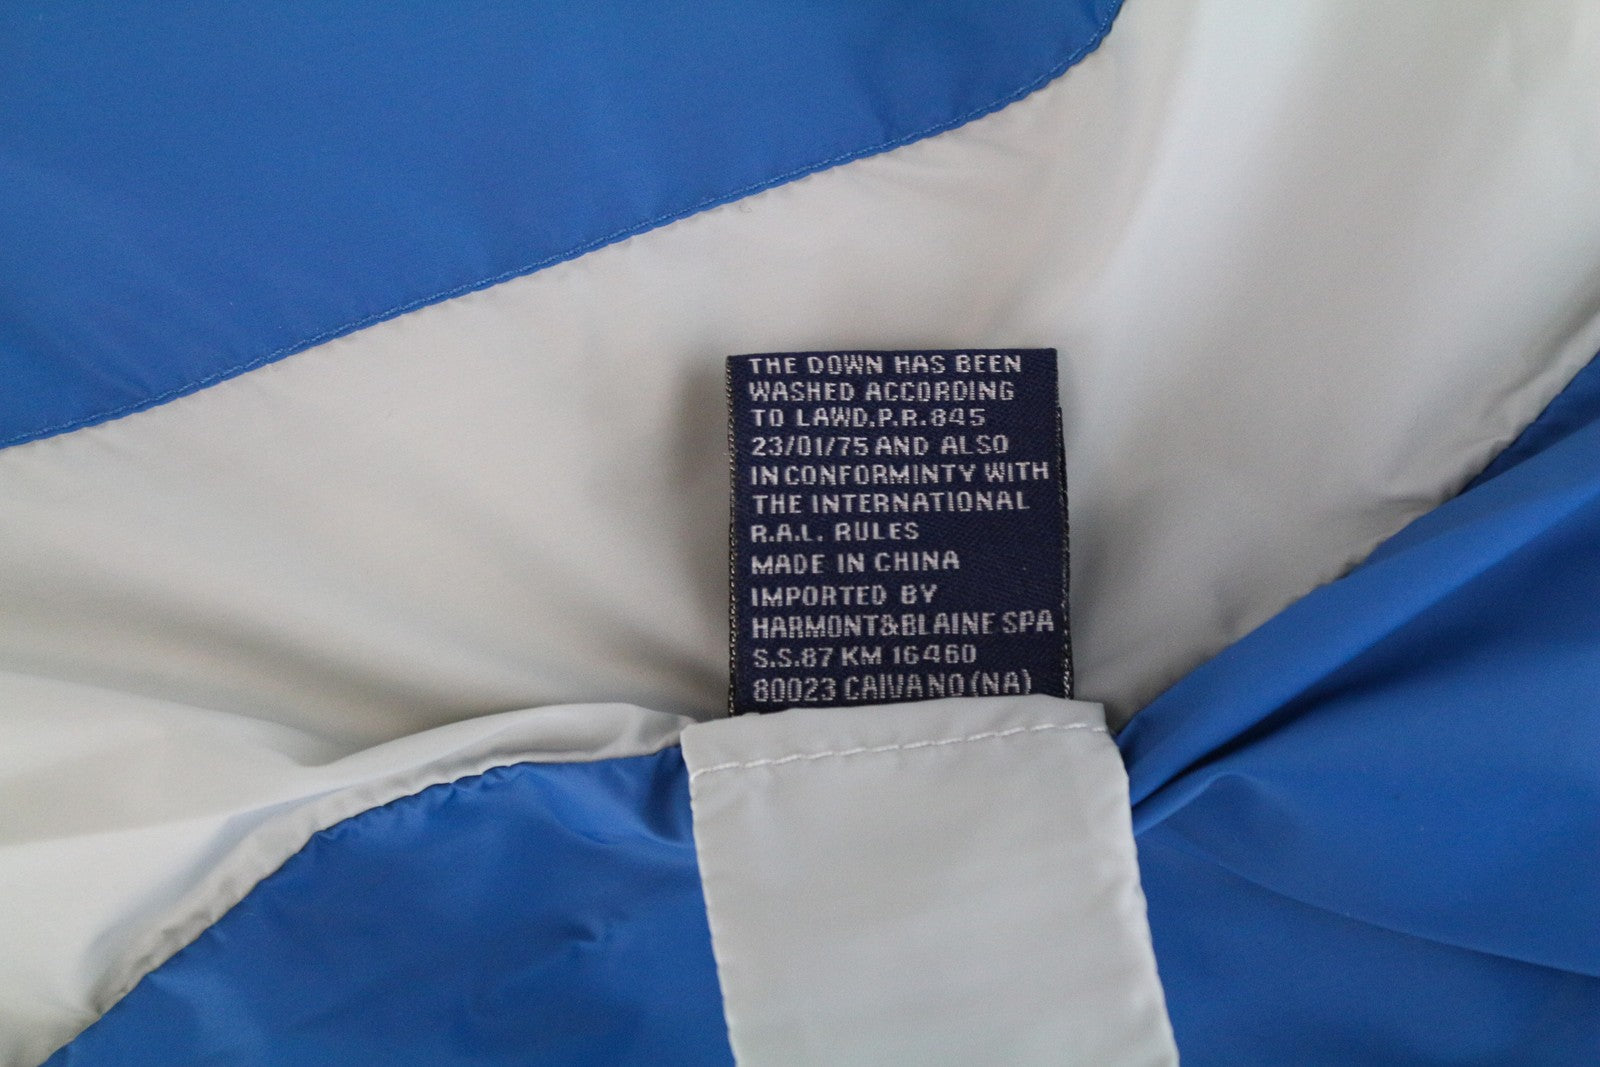 THE DOWN HAS BEEN
WASHED ACCORDING
TO LAWD.P.R.845
23/01/75 AND ALSO
IN CONFORMINTY WITH
THE INTERNATIONAL
R.A.L. RULES
MADE IN CHINA
IMPORTED BY
HARMONT&BLAINE SPA
S.S.87 KM 16460
80023 CAIVANO (NA)